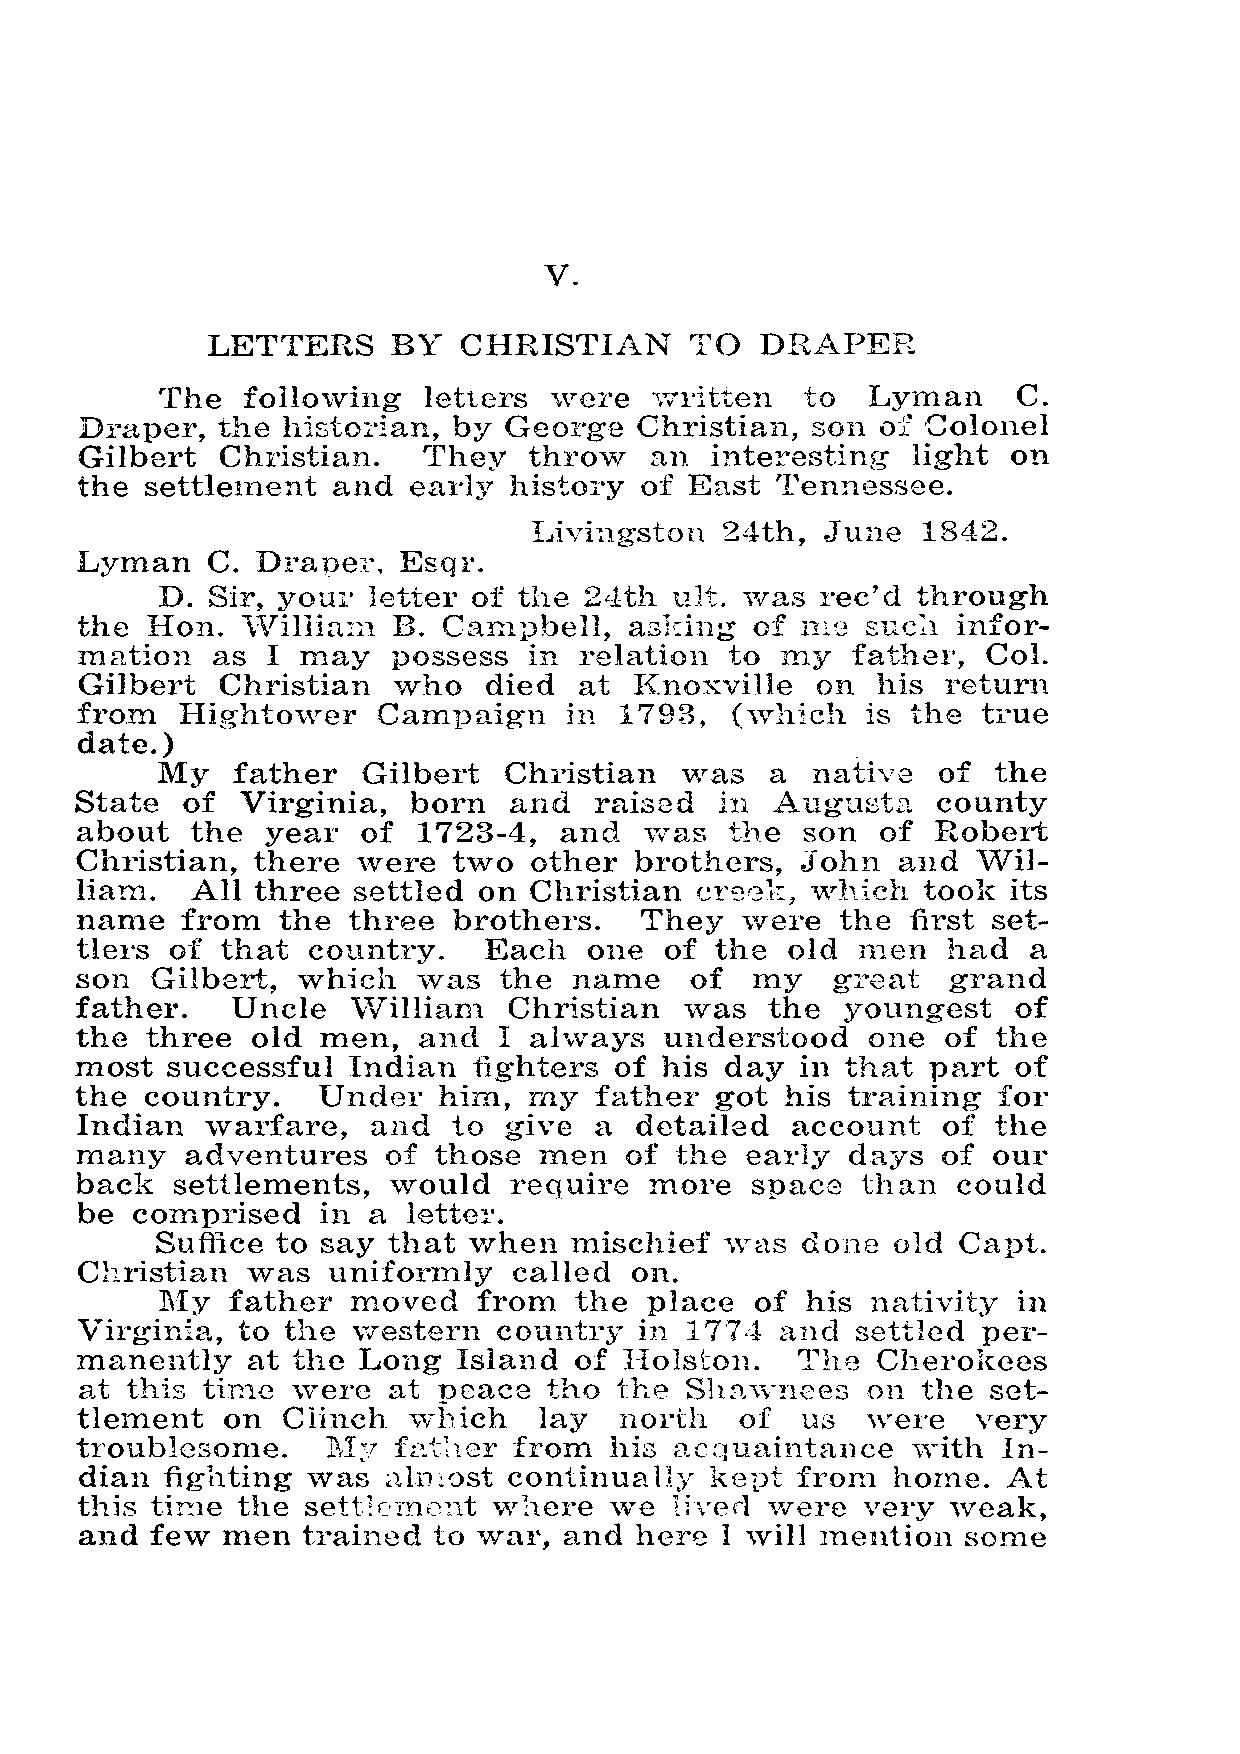 V.
LETTERS BY CHRISTIAN TO DRAPER
The following letters were written to Lyman C.
Draper, the historian, by George Christian, son of Colonel
Gilbert Christian. They throw an interesting light on
the settlement and early history of East Tennessee.
Livingston 24th, June 1842.
Lyman C. Draper, Esqr.
D. Sir, your letter of the 24th ult. was rec'd through
the Hon. William B. Campbell, asking of me such infor-
mation as I may possess in relation to my father, Col.
Gilbert Christian who died at Knoxville on his return
from Hightower Campaign in 1793, (which is the true
date.)
My father Gilbert Christian was a native of the
State of Virginia, born and raised in Augusta county
about the year of 1723-4, and was the son of Robert
Christian, there were two other brothers, John and Wil-
liam. All three settled on Christian creek, which took its
name from the three brothers. They were the first set-
tlers of that country. Each one of the old men had a
son Gilbert, which was the name of my great grand
father. Uncle William Christian was the youngest of
the three old men, and I always understood one of the
most successful Indian fighters of his day in that part of
the country. Under him, my father got his training for
Indian warfare, and to give a detailed account of the
many adventures of those men of the early days of our
back settlements, would require more space than could
be comprised in a letter.
Suffice to say that when mischief was done old Capt.
Christian was uniformly called on.
My father moved from the place of his nativity in
Virginia, to the western country in 1774 and settled per-
manently at the Long Island of Holston. The Cherokees
at this time were at peace tho the Shawnees on the set-
tlement on Clinch which lay north of us were very
troublesome. My father from his acquaintance with In-
dian fighting was almost continually kept from home. At
this time the settlement where we lived were very weak,
and few men trained to war, and here I will mention some